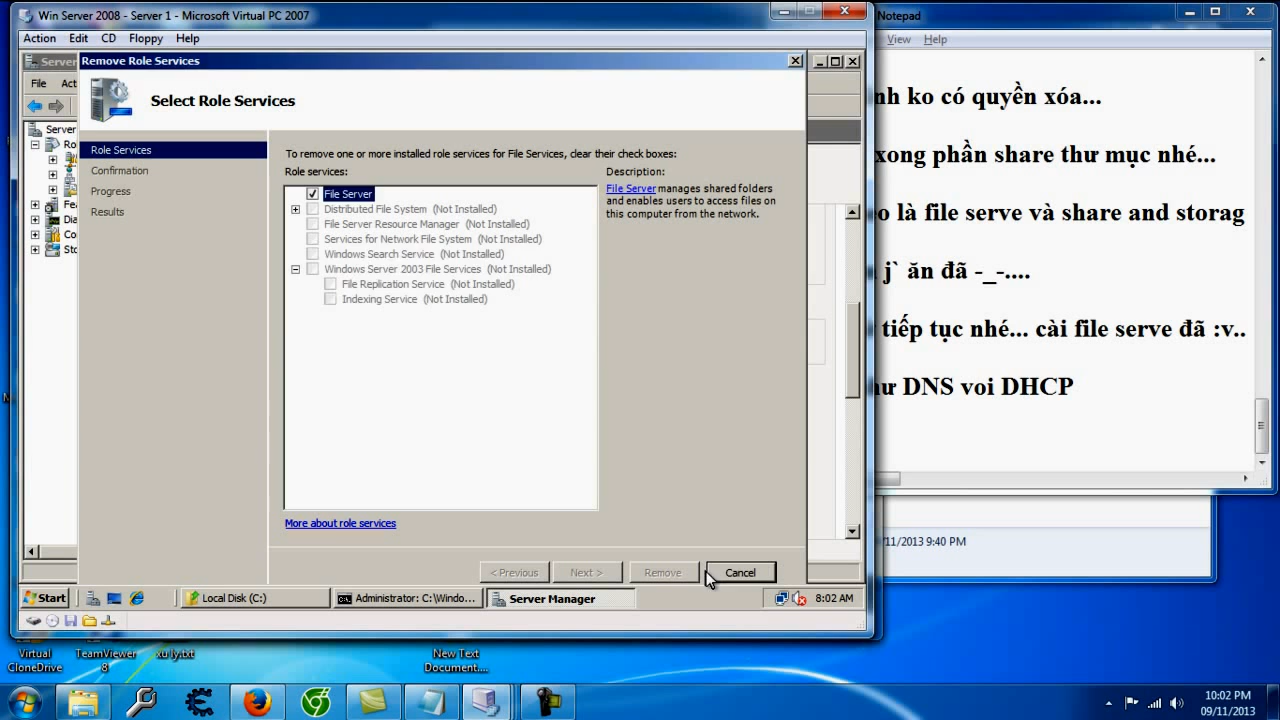 Win Server 2008 - Server 1 - Microsoft Virtual PC 2007
Action Edit CD Floppy Help
Server
File
Remove Role Services
Select Role Services
Server
Role Services
Confirmation
Progress
Results
To remove one or more installed role services for File Services, clear their check boxes:
Role services:
File Server
Distributed File System (Not Installed)
File Server Resource Manager (Not Installed)
Services for Network File System (Not Installed)
Windows Search Service (Not Installed)
Windows Server 2003 File Services (Not Installed)
File Replication Service (Not Installed)
Indexing Service (Not Installed)
Description:
File Server manages shared folders
and enables users to access files on
this computer from the network.
More about role services
< Previous
Next >
Remove
Cancel
Start
Local Disk (C:)
Administrator: C:\Windo...
Server Manager
8:02 AM
Notepad
View Help
nh ko có quyền xóa...
xong phần share thư mục nhé...
o là file serve và share and storag
j` ăn đã -_-....
tiếp tục nhé... cài file serve đã :v..
ư DNS voi DHCP
/11/2013 9:40 PM
Virtual
CloneDrive
TeamViewer
8
xu ly.txt
New Text
Document....
10:02 PM
09/11/2013